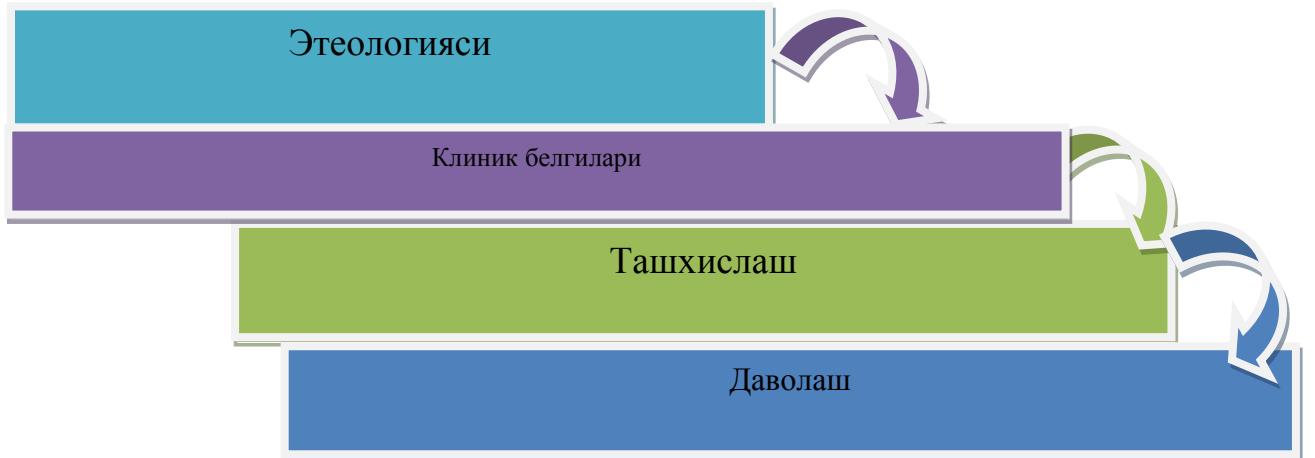 Этеологияси
Клиник белгилари
Ташхислаш
Даволаш